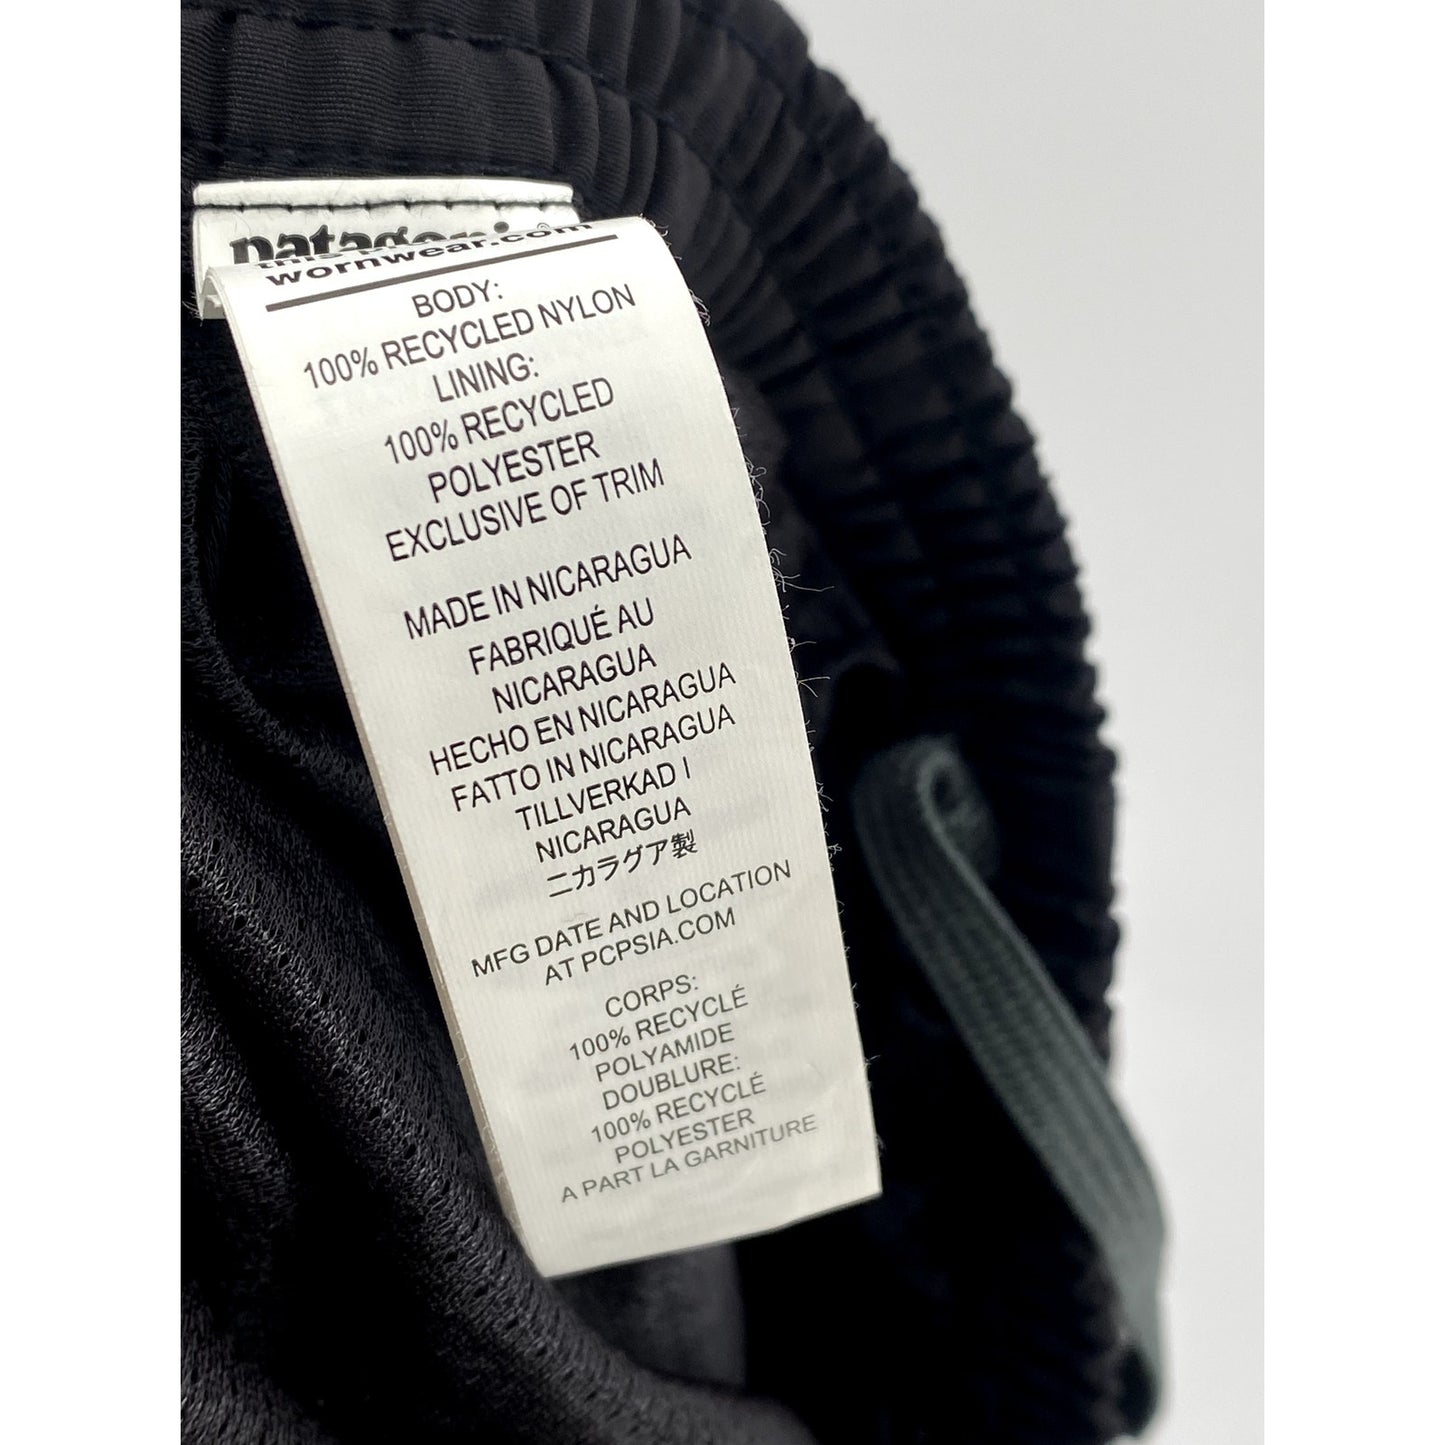 patagoni
wornwear.com
BODY:
100% RECYCLED NYLON
LINING:
100% RECYCLED
POLYESTER
EXCLUSIVE OF TRIM
MADE IN NICARAGUA
FABRIQUÉ AU
NICARAGUA
HECHO EN NICARAGUA
FATTO IN NICARAGUA
TILLVERKAD I
NICARAGUA
ニカラグア製
MFG DATE AND LOCATION
AT PCPSIA.COM
CORPS:
100% RECYCLÉ
POLYAMIDE
DOUBLURE:
100% RECYCLÉ
POLYESTER
A PART LA GARNITURE